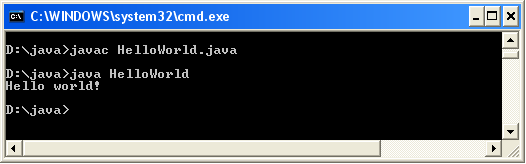 C:\WINDOWS\system32\cmd.exe
D:\java>javac HelloWorld.java
D:\java>java HelloWorld
Hello world!
D:\java>